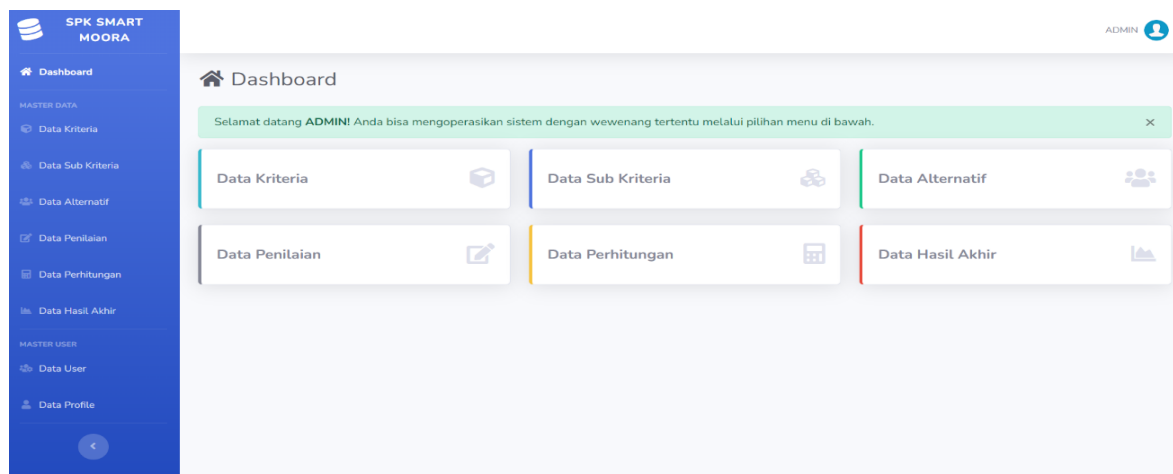 SPK SMART
MOORA
Dashboard
MASTER DATA
Data Kriteria
Data Sub Kriteria
Data Alternatif
Data Penilaian
Data Perhitungan
Data Hasil Akhir
MASTER USER
Data User
Data Profile
ADMIN
Dashboard
Selamat datang ADMIN! Anda bisa mengoperasikan sistem dengan wewenang tertentu melalui pilihan menu di bawah.
Data Kriteria
Data Sub Kriteria
Data Alternatif
Data Penilaian
Data Perhitungan
Data Hasil Akhir